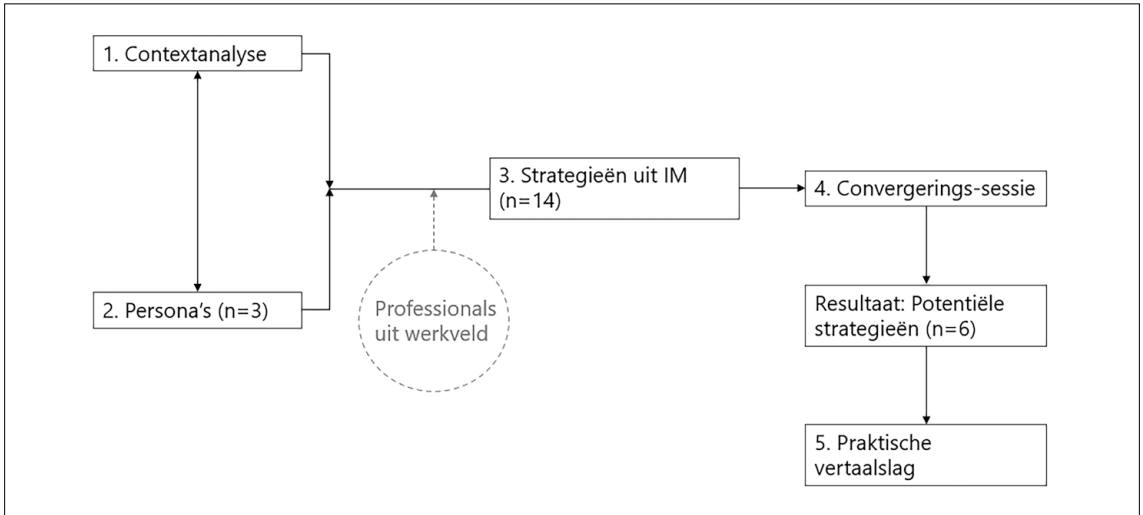 1. Contextanalyse
2. Persona's (n=3)
Professionals
uit werkveld
3. Strategieën uit IM
(n=14)
4. Convergerings-sessie
Resultaat: Potentiële
strategieën (n=6)
5. Praktische
vertaalslag